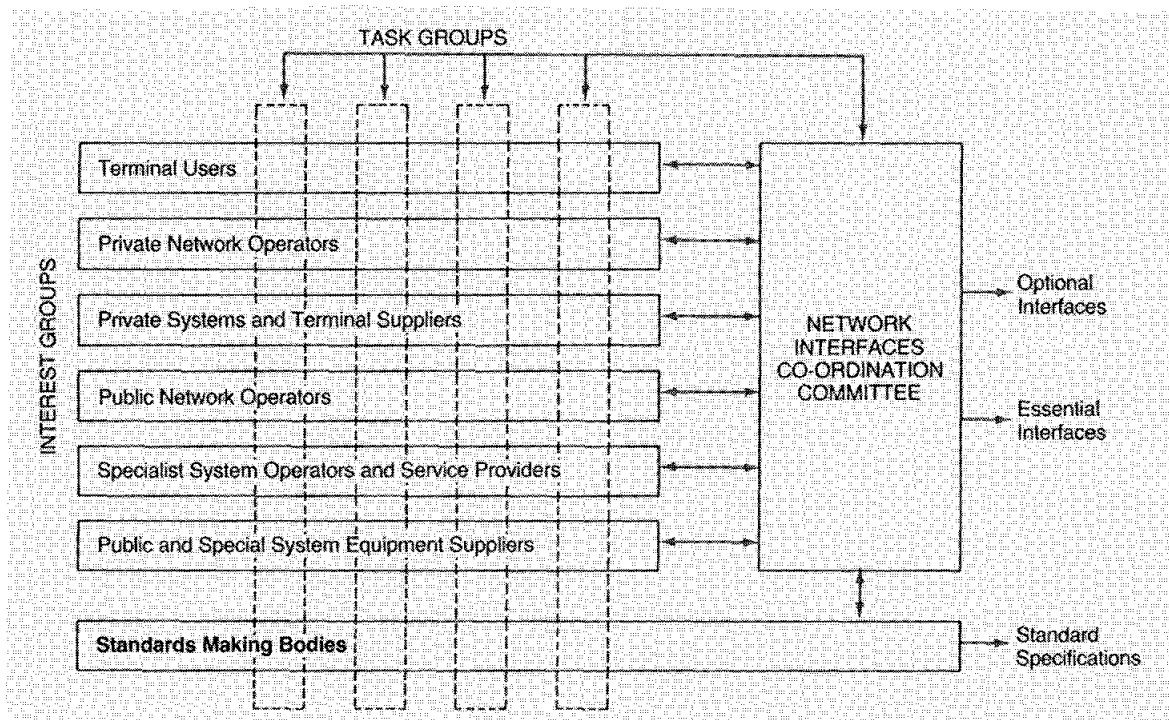 TASK GROUPS
INTEREST GROUPS
Terminal Users
Private Network Operators
Private Systems and Terminal Suppliers
Public Network Operators
Specialist System Operators and Service Providers
Public and Special System Equipment Suppliers
Standards Making Bodies
NETWORK
INTERFACES
CO-ORDINATION
COMMITTEE
Optional
Interfaces
Essential
Interfaces
Standard
Specifications